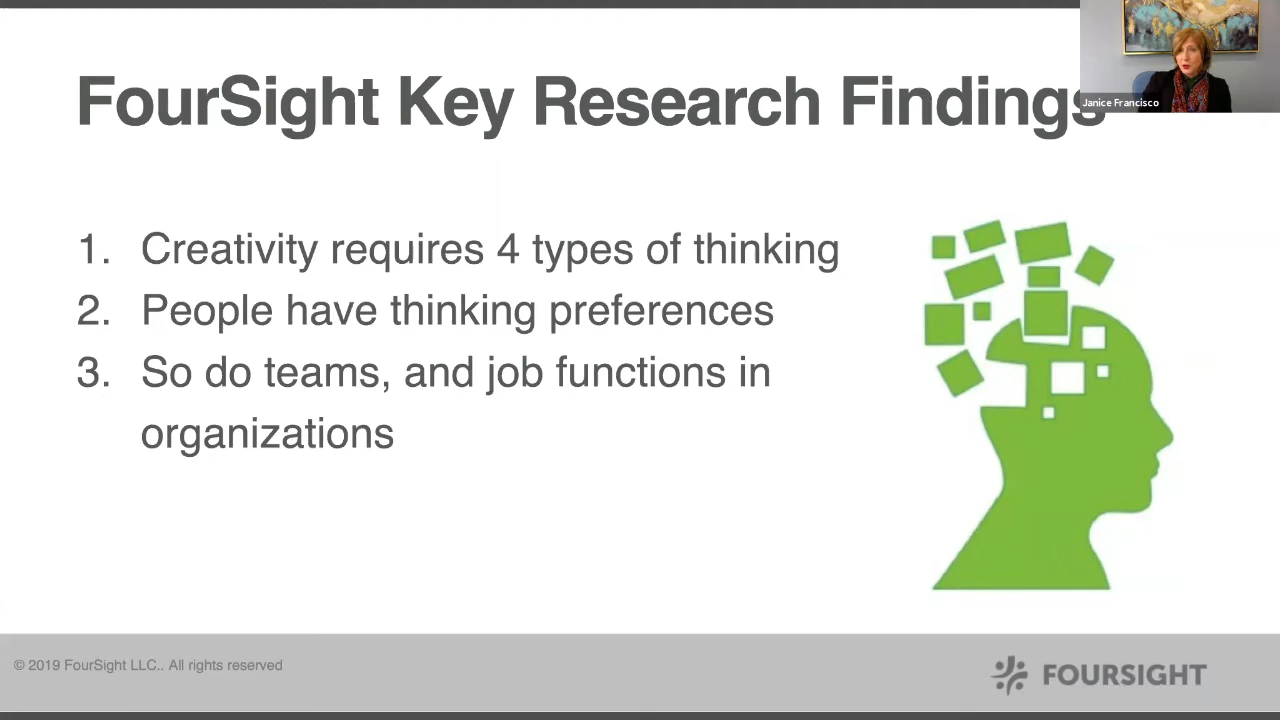 FourSight Key Research Findings
Janice Francisco
1. Creativity requires 4 types of thinking
2. People have thinking preferences
3. So do teams, and job functions in
organizations
© 2019 FourSight LLC.. All rights reserved
FOURSIGHT